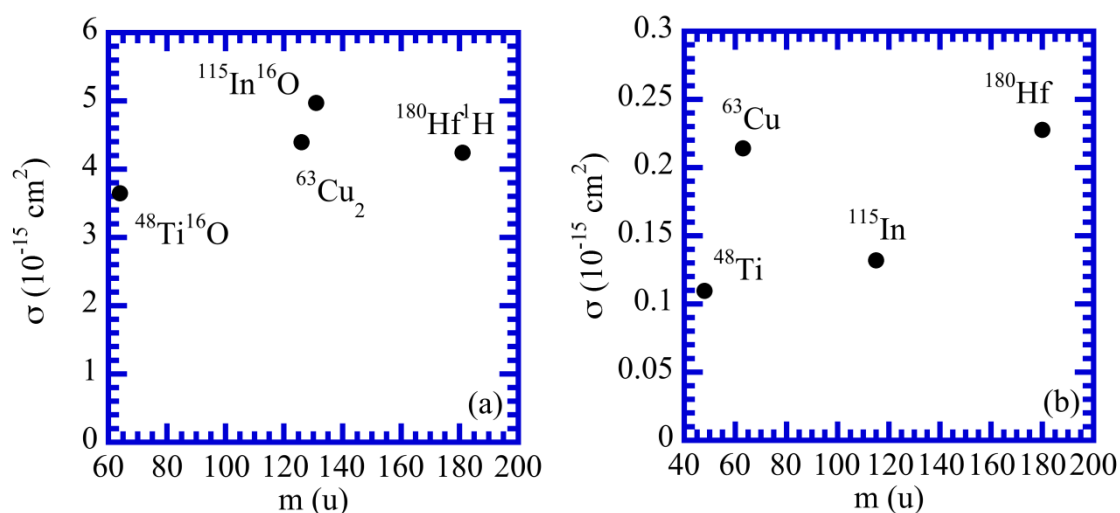 6
5
4
3
2
1
0
σ (10⁻¹⁵ cm²)
¹¹⁵In¹⁶O
¹⁸⁰Hf¹H
⁶³Cu₂
⁴⁸Ti¹⁶O
(a)
60 80 100 120 140 160 180 200
m (u)
0.3
0.25
0.2
0.15
0.1
0.05
0
σ (10⁻¹⁵ cm²)
¹⁸⁰Hf
⁶³Cu
¹¹⁵In
⁴⁸Ti
(b)
40 60 80 100 120 140 160 180 200
m (u)